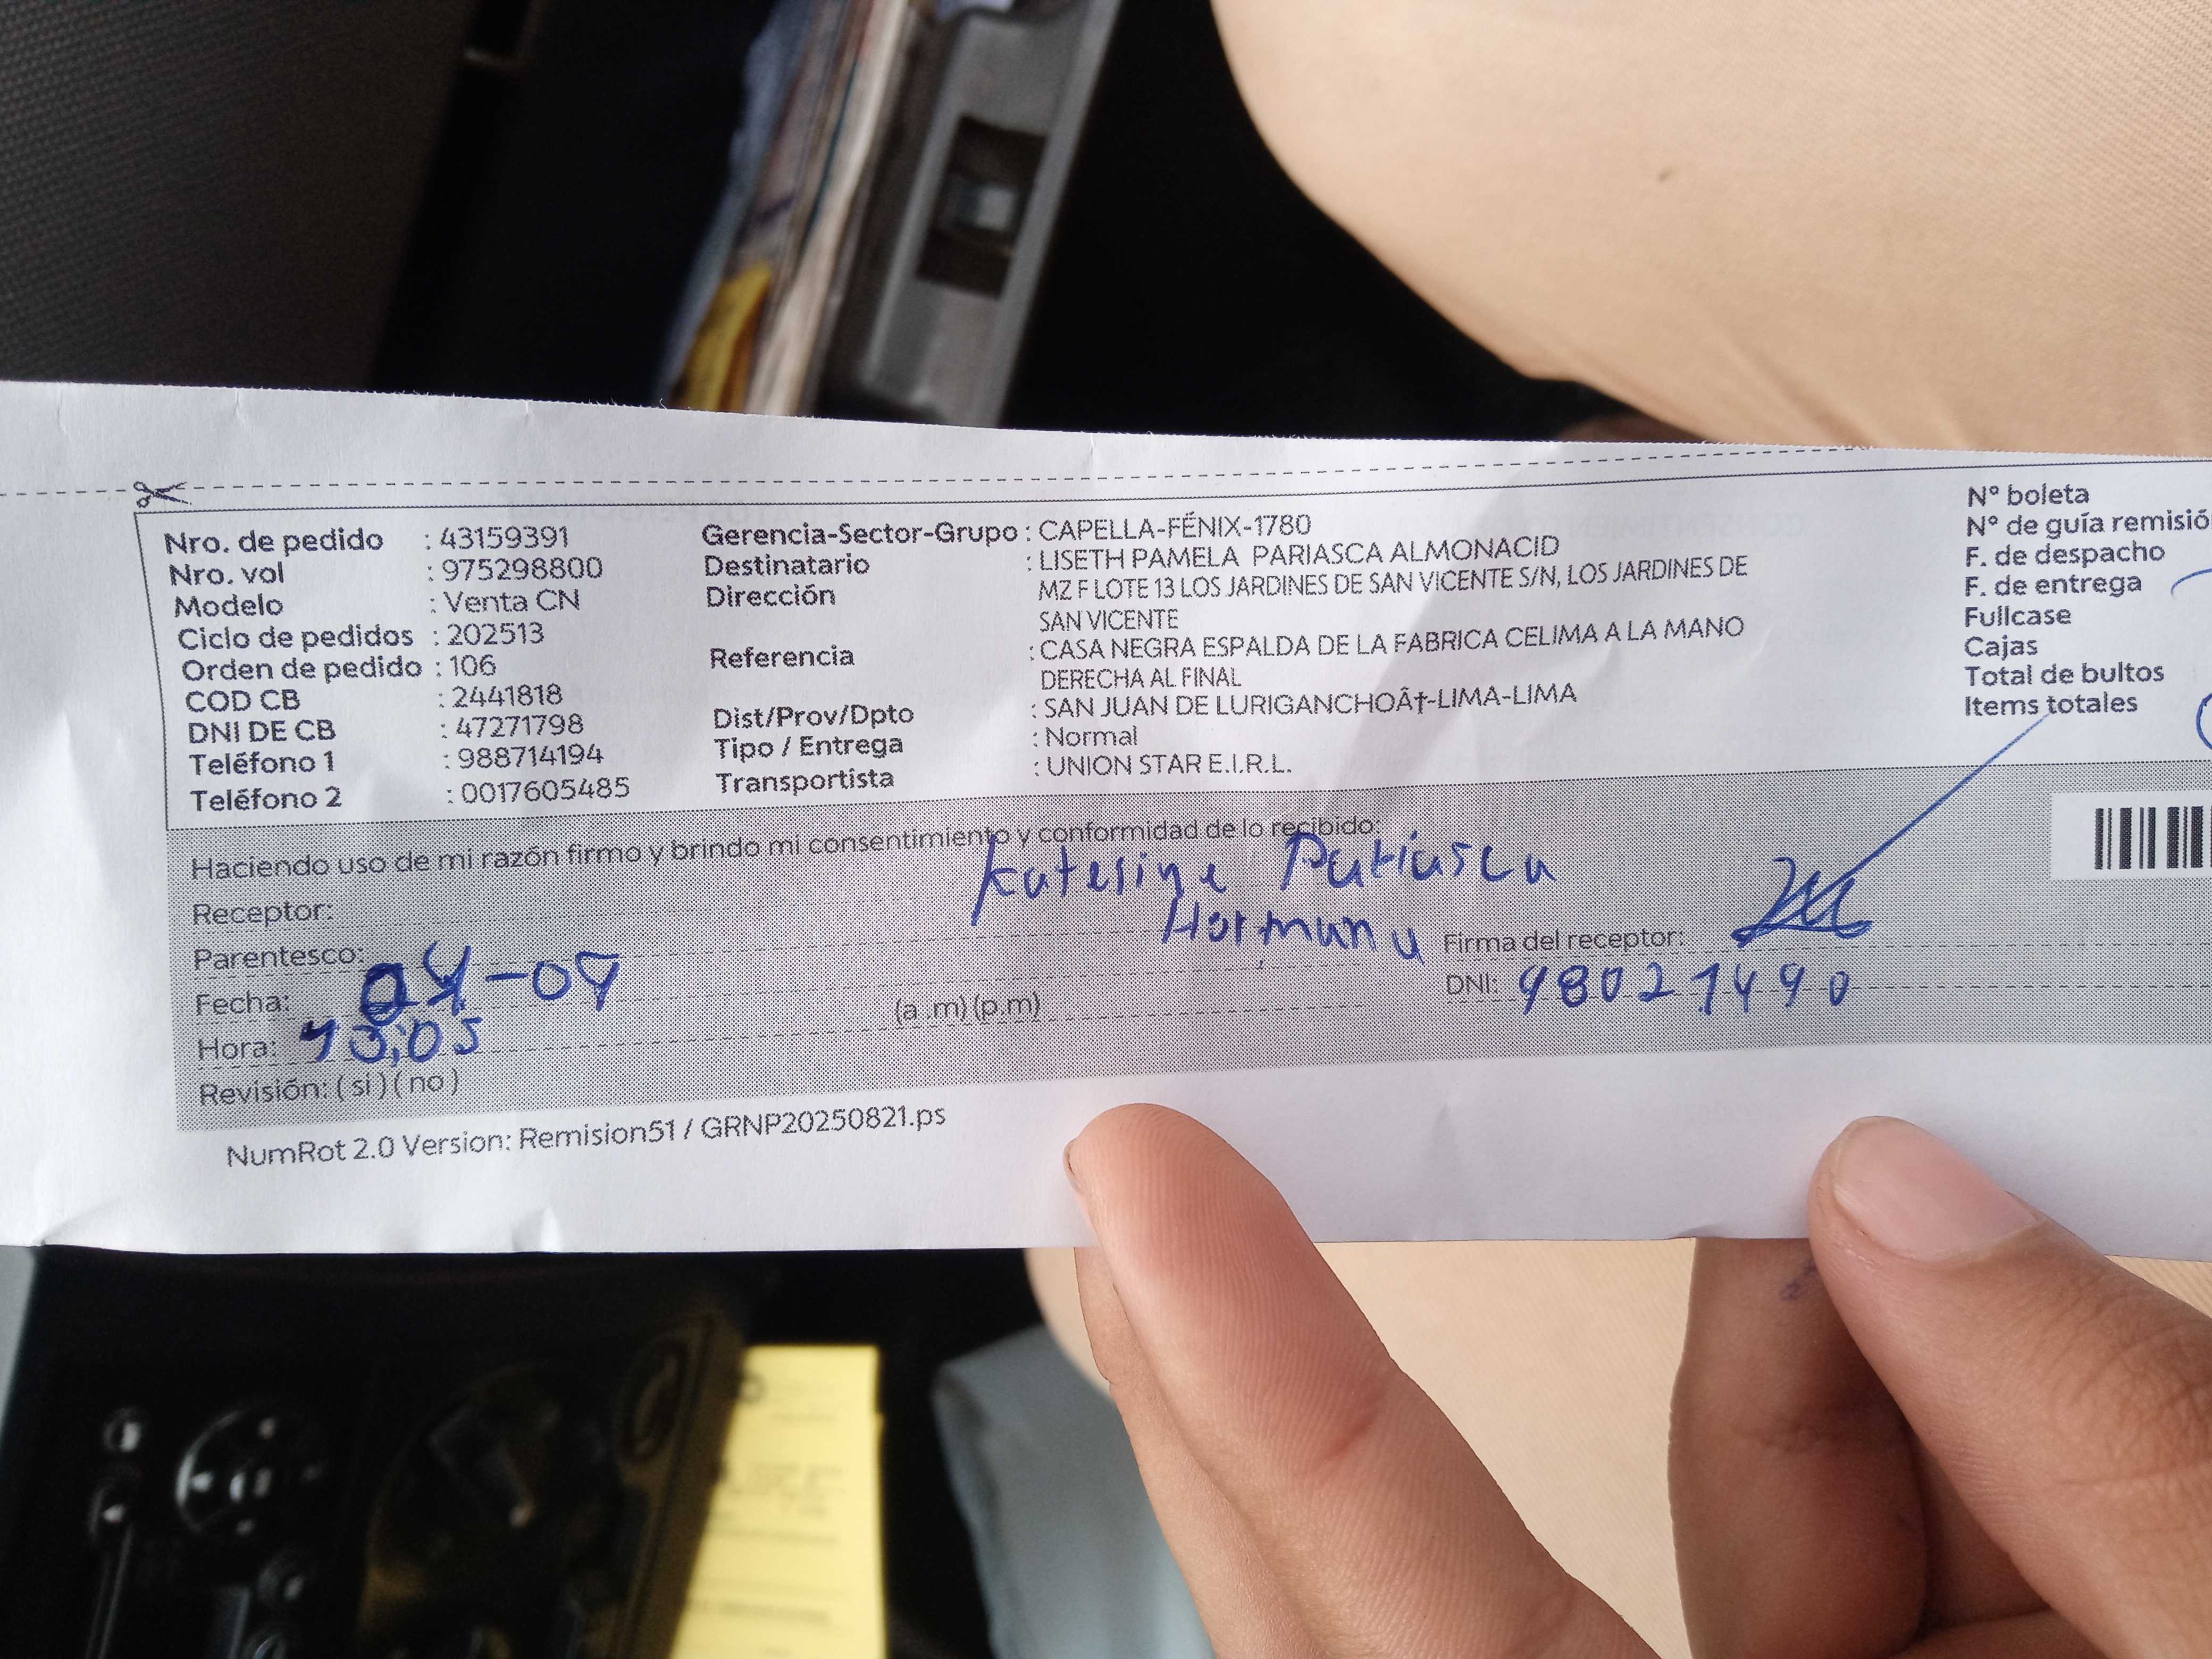 Nro. de pedido : 43159391
Nro. vol : 975298800
Modelo : Venta CN
Ciclo de pedidos : 202513
Orden de pedido : 106
COD CB : 2441818
DNI DE CB : 47271798
Teléfono 1 : 988714194
Teléfono 2 : 0017605485
Gerencia-Sector-Grupo : CAPELLA-FÉNIX-1780
Destinatario : LISETH PAMELA PARIASCA ALMONACID
Dirección MZ F LOTE 13 LOS JARDINES DE SAN VICENTE S/N, LOS JARDINES DE
SAN VICENTE
Referencia : CASA NEGRA ESPALDA DE LA FABRICA CELIMA A LA MANO
DERECHA AL FINAL
Dist/Prov/Dpto : SAN JUAN DE LURIGANCHOÃ†-LIMA-LIMA
Tipo / Entrega : Normal
Transportista : UNION STAR E.I.R.L.
N° boleta
N° de guía remisió
F. de despacho
F. de entrega
Fullcase
Cajas
Total de bultos
Items totales
Haciendo uso de mi razón firmo y brindo mi consentimiento y conformidad de lo recibido:
Receptor: Katerine Pariasca
Parentesco: Hermana
Firma del receptor:
Fecha: 04-09
(a .m) (p.m)
DNI:
Hora:
Revisión: ( si ) ( no )
NumRot 2.0 Version: Remision51 / GRNP20250821.ps